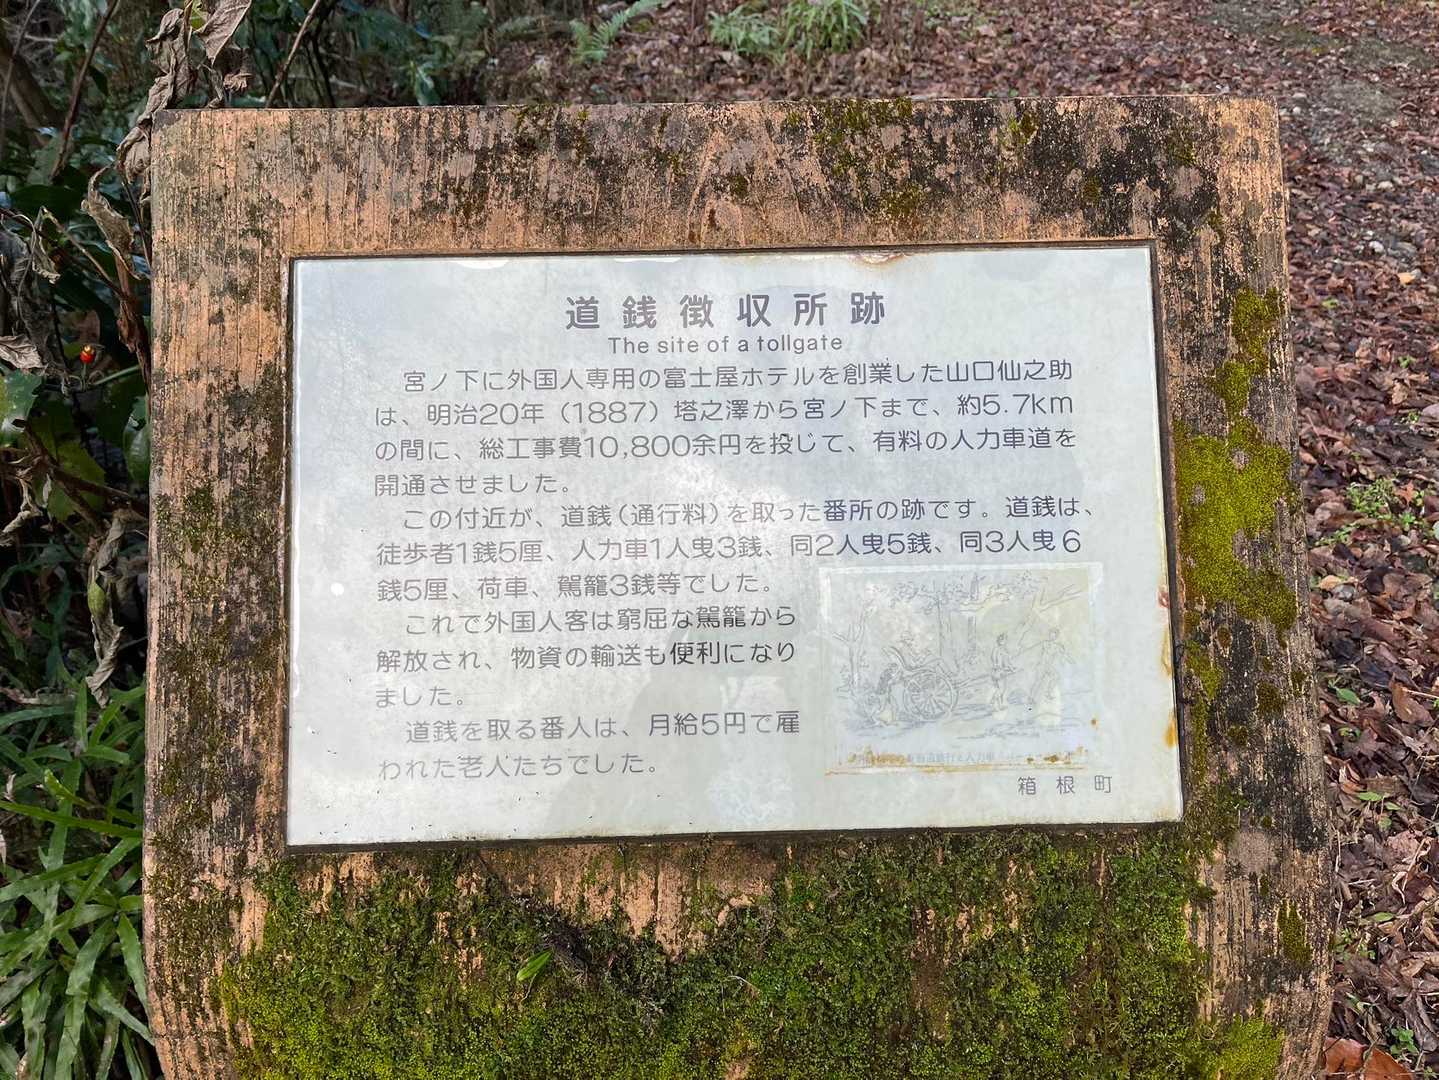 道銭徴収所跡
The site of a tollgate
宮ノ下に外国人専用の富士屋ホテルを創業した山口仙之助
は、明治20年（1887）塔之澤から宮ノ下まで、約5.7km
の間に、総工事費10,800余円を投じて、有料の人力車道を
開通させました。
この付近が、道銭（通行料）を取った番所の跡です。道銭は、
徒歩者1銭5厘、人力車1人曳3銭、同2人曳5銭、同3人曳6
銭5厘、荷車、駕籠3銭等でした。
これで外国人客は窮屈な駕籠から
解放され、物資の輸送も便利になり
ました。
道銭を取る番人は、月給5円で雇
われた老人たちでした。
箱根町